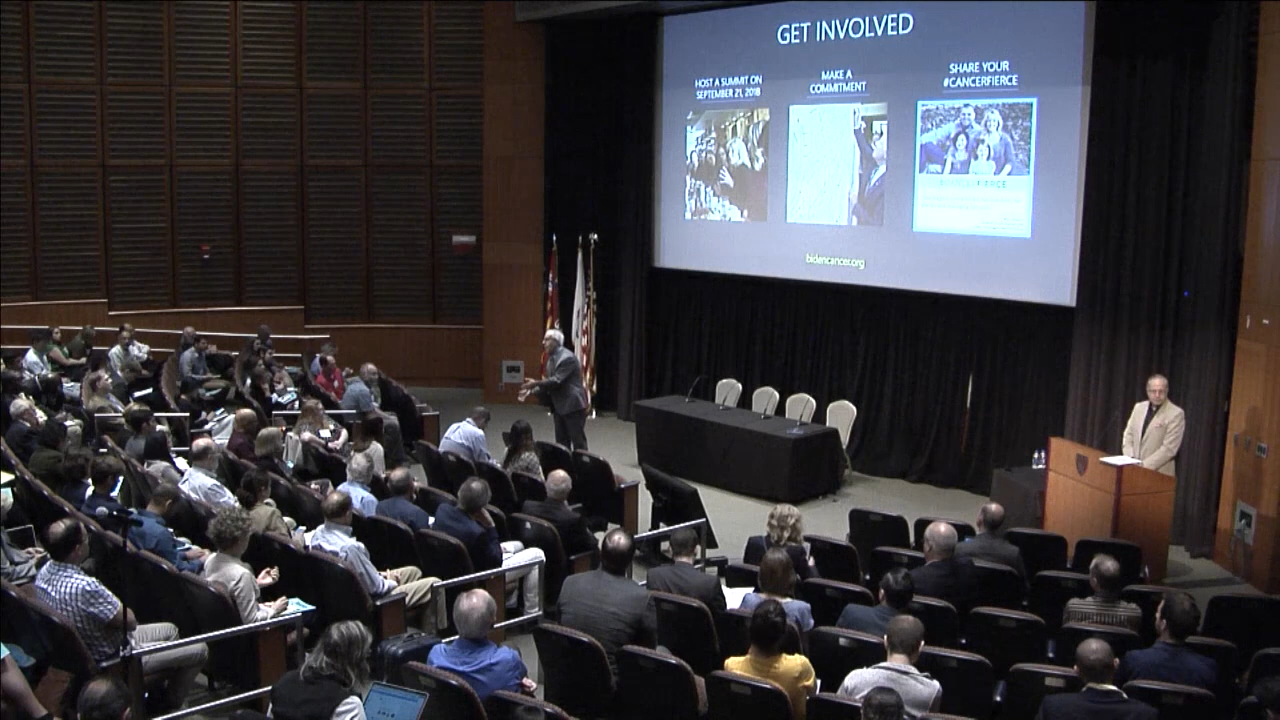 GET INVOLVED
HOST A SUMMIT ON
SEPTEMBER 21, 2018
MAKE A
COMMITMENT
SHARE YOUR
#CANCERFIERCE
bidencancer.org